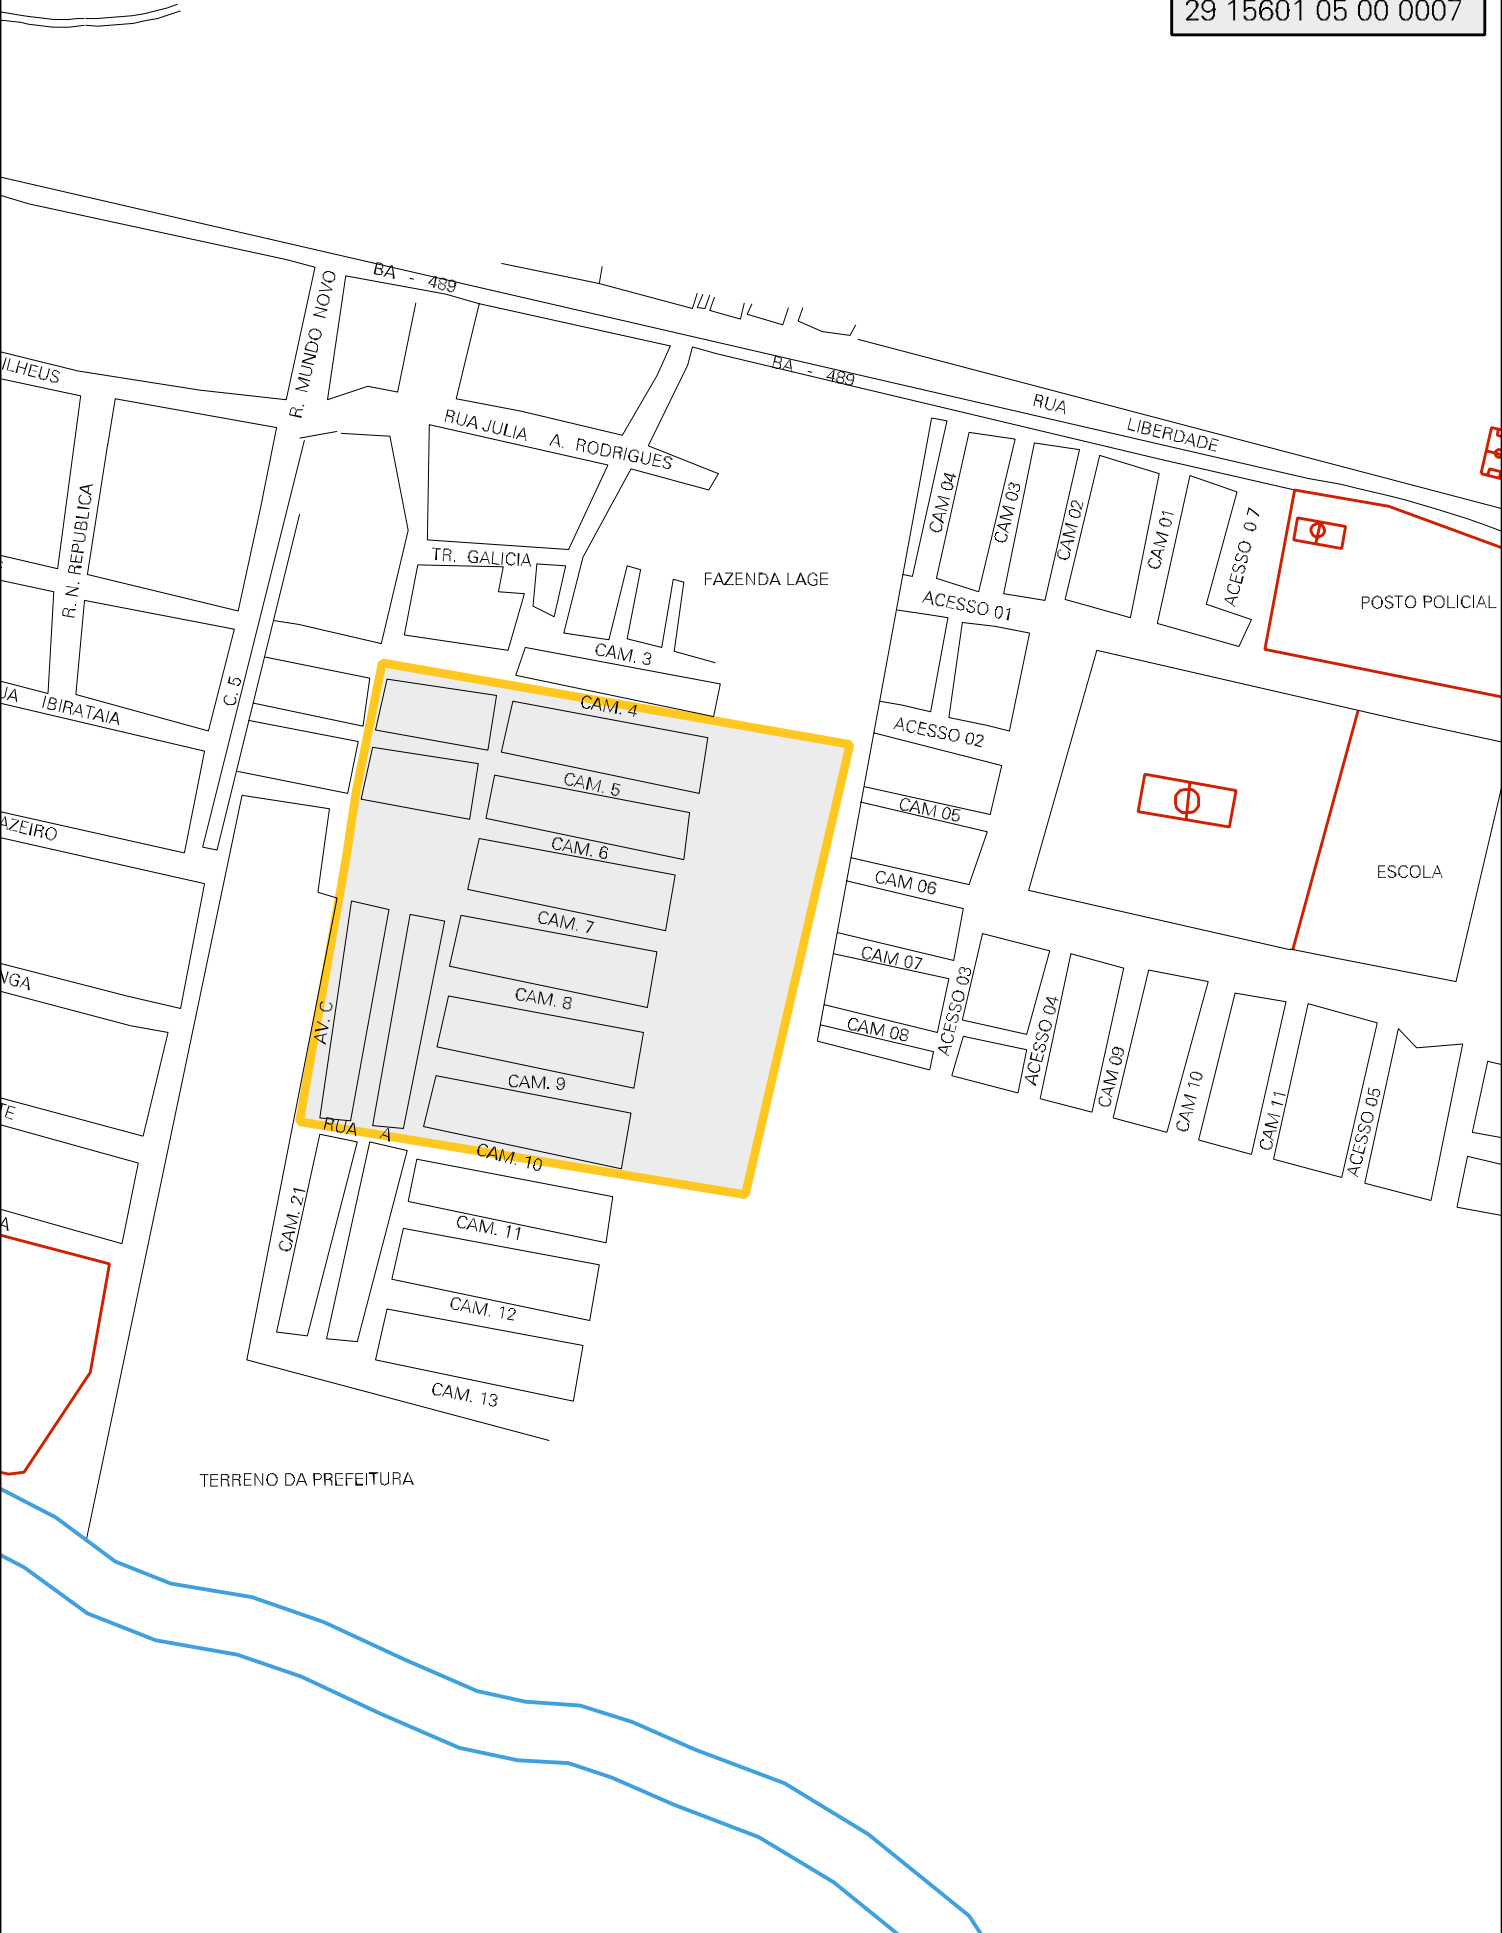 29 15601 05 00 0007
BA - 489
R. MUNDO NOVO
BA - 489
RUA LIBERDADE
ILHEUS
RUA JULIA A. RODRIGUES
CAM 04
CAM 03
CAM 02
CAM 01
ACESSO 07
R. N. REPUBLICA
TR. GALICIA
FAZENDA LAGE
ACESSO 01
POSTO POLICIAL
CAM. 3
C. 5
UA IBIRATAIA
CAM. 4
ACESSO 02
CAM. 5
CAM 05
AZEIRO
CAM. 6
CAM 06
ESCOLA
CAM. 7
CAM 07
NGA
CAM. 8
AV. C
CAM 08
ACESSO 03
ACESSO 04
CAM 09
CAM 10
CAM 11
ACESSO 05
CAM. 9
TE
RUA A
CAM. 10
CAM. 21
CAM. 11
A
CAM. 12
CAM. 13
TERRENO DA PREFEITURA